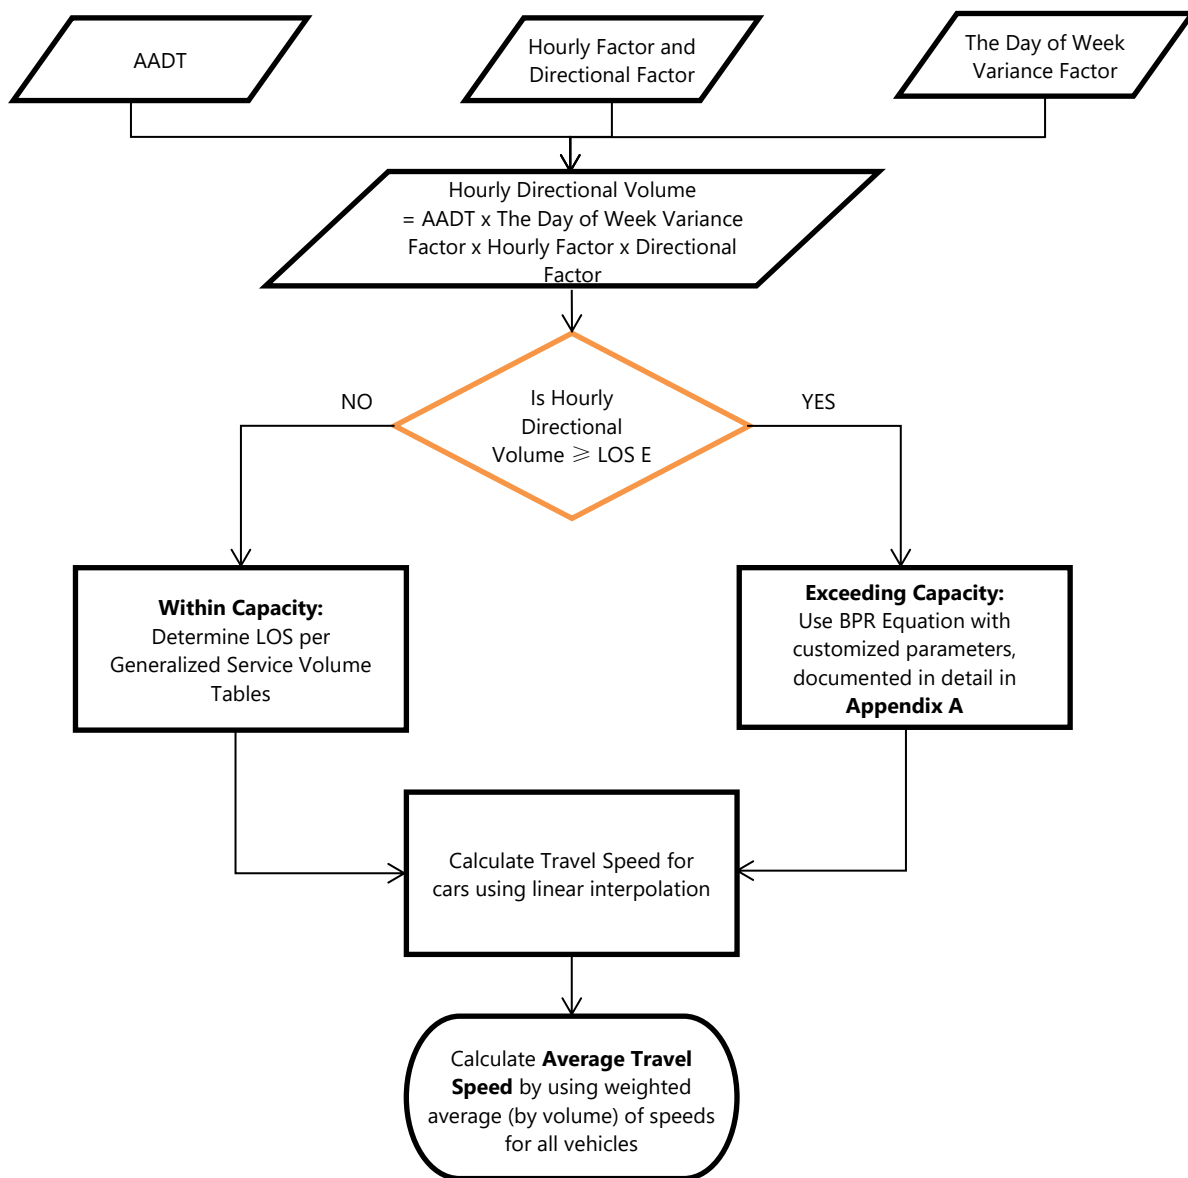 AADT
Hourly Factor and
Directional Factor
The Day of Week
Variance Factor
Hourly Directional Volume
= AADT x The Day of Week Variance
Factor x Hourly Factor x Directional
Factor
NO
Is Hourly
Directional
Volume ≥ LOS E
YES
Within Capacity:
Determine LOS per
Generalized Service Volume
Tables
Exceeding Capacity:
Use BPR Equation with
customized parameters,
documented in detail in
Appendix A
Calculate Travel Speed for
cars using linear interpolation
Calculate Average Travel
Speed by using weighted
average (by volume) of speeds
for all vehicles